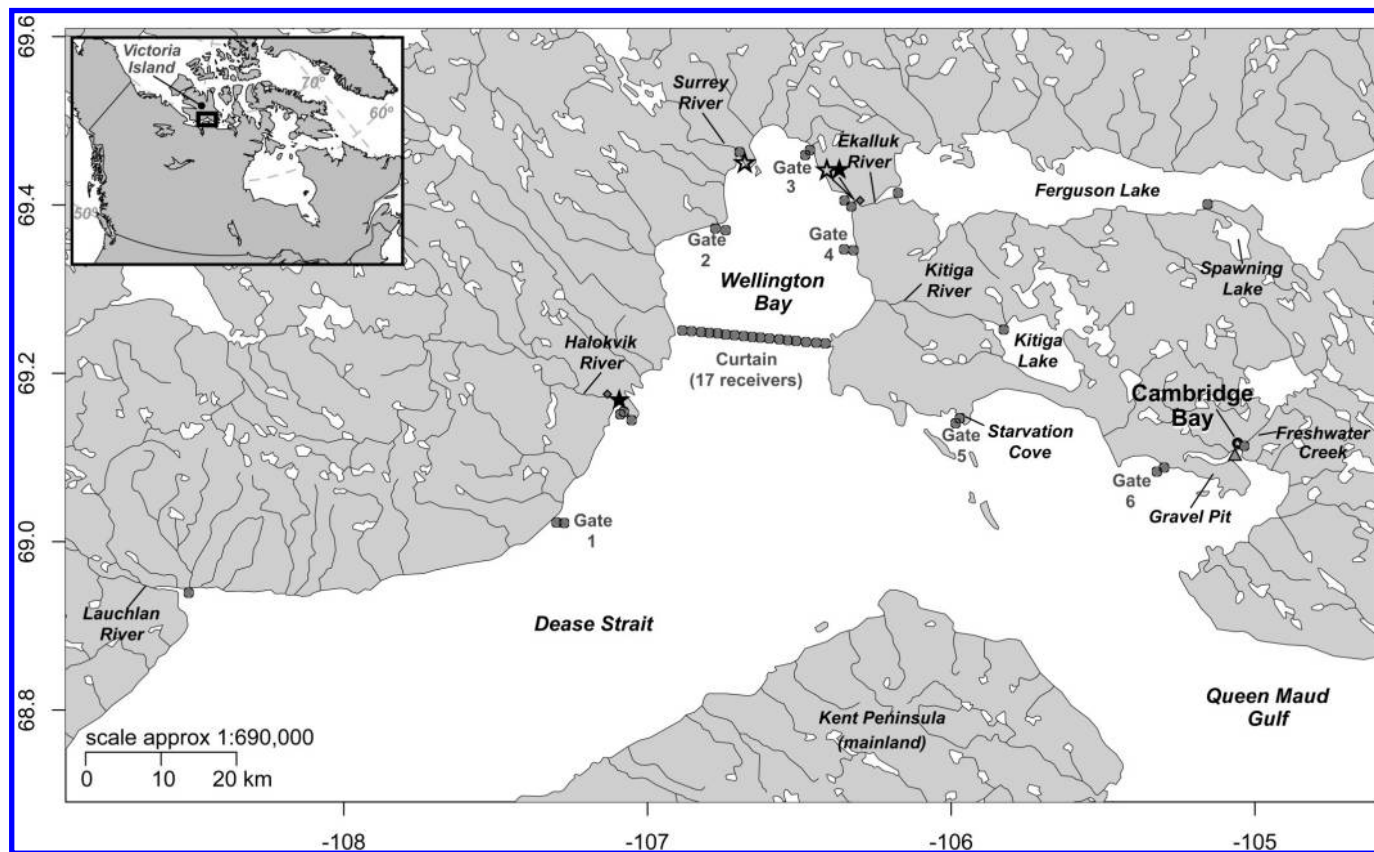 69.6
69.4
69.2
69.0
68.8
Victoria
Island
70º
60º
50º
Surrey
River
Gate
3
Ekalluk
River
Ferguson Lake
Gate
2
Gate
4
Wellington
Bay
Kitiga
River
Spawning
Lake
Halokvik
River
Curtain
(17 receivers)
Kitiga
Lake
Cambridge
Bay
Starvation
Cove
Gate
5
Freshwater
Creek
Gate
6
Gravel Pit
Gate
1
Lauchlan
River
Dease Strait
Queen Maud
Gulf
Kent Peninsula
(mainland)
scale approx 1:690,000
0 10 20 km
-108 -107 -106 -105